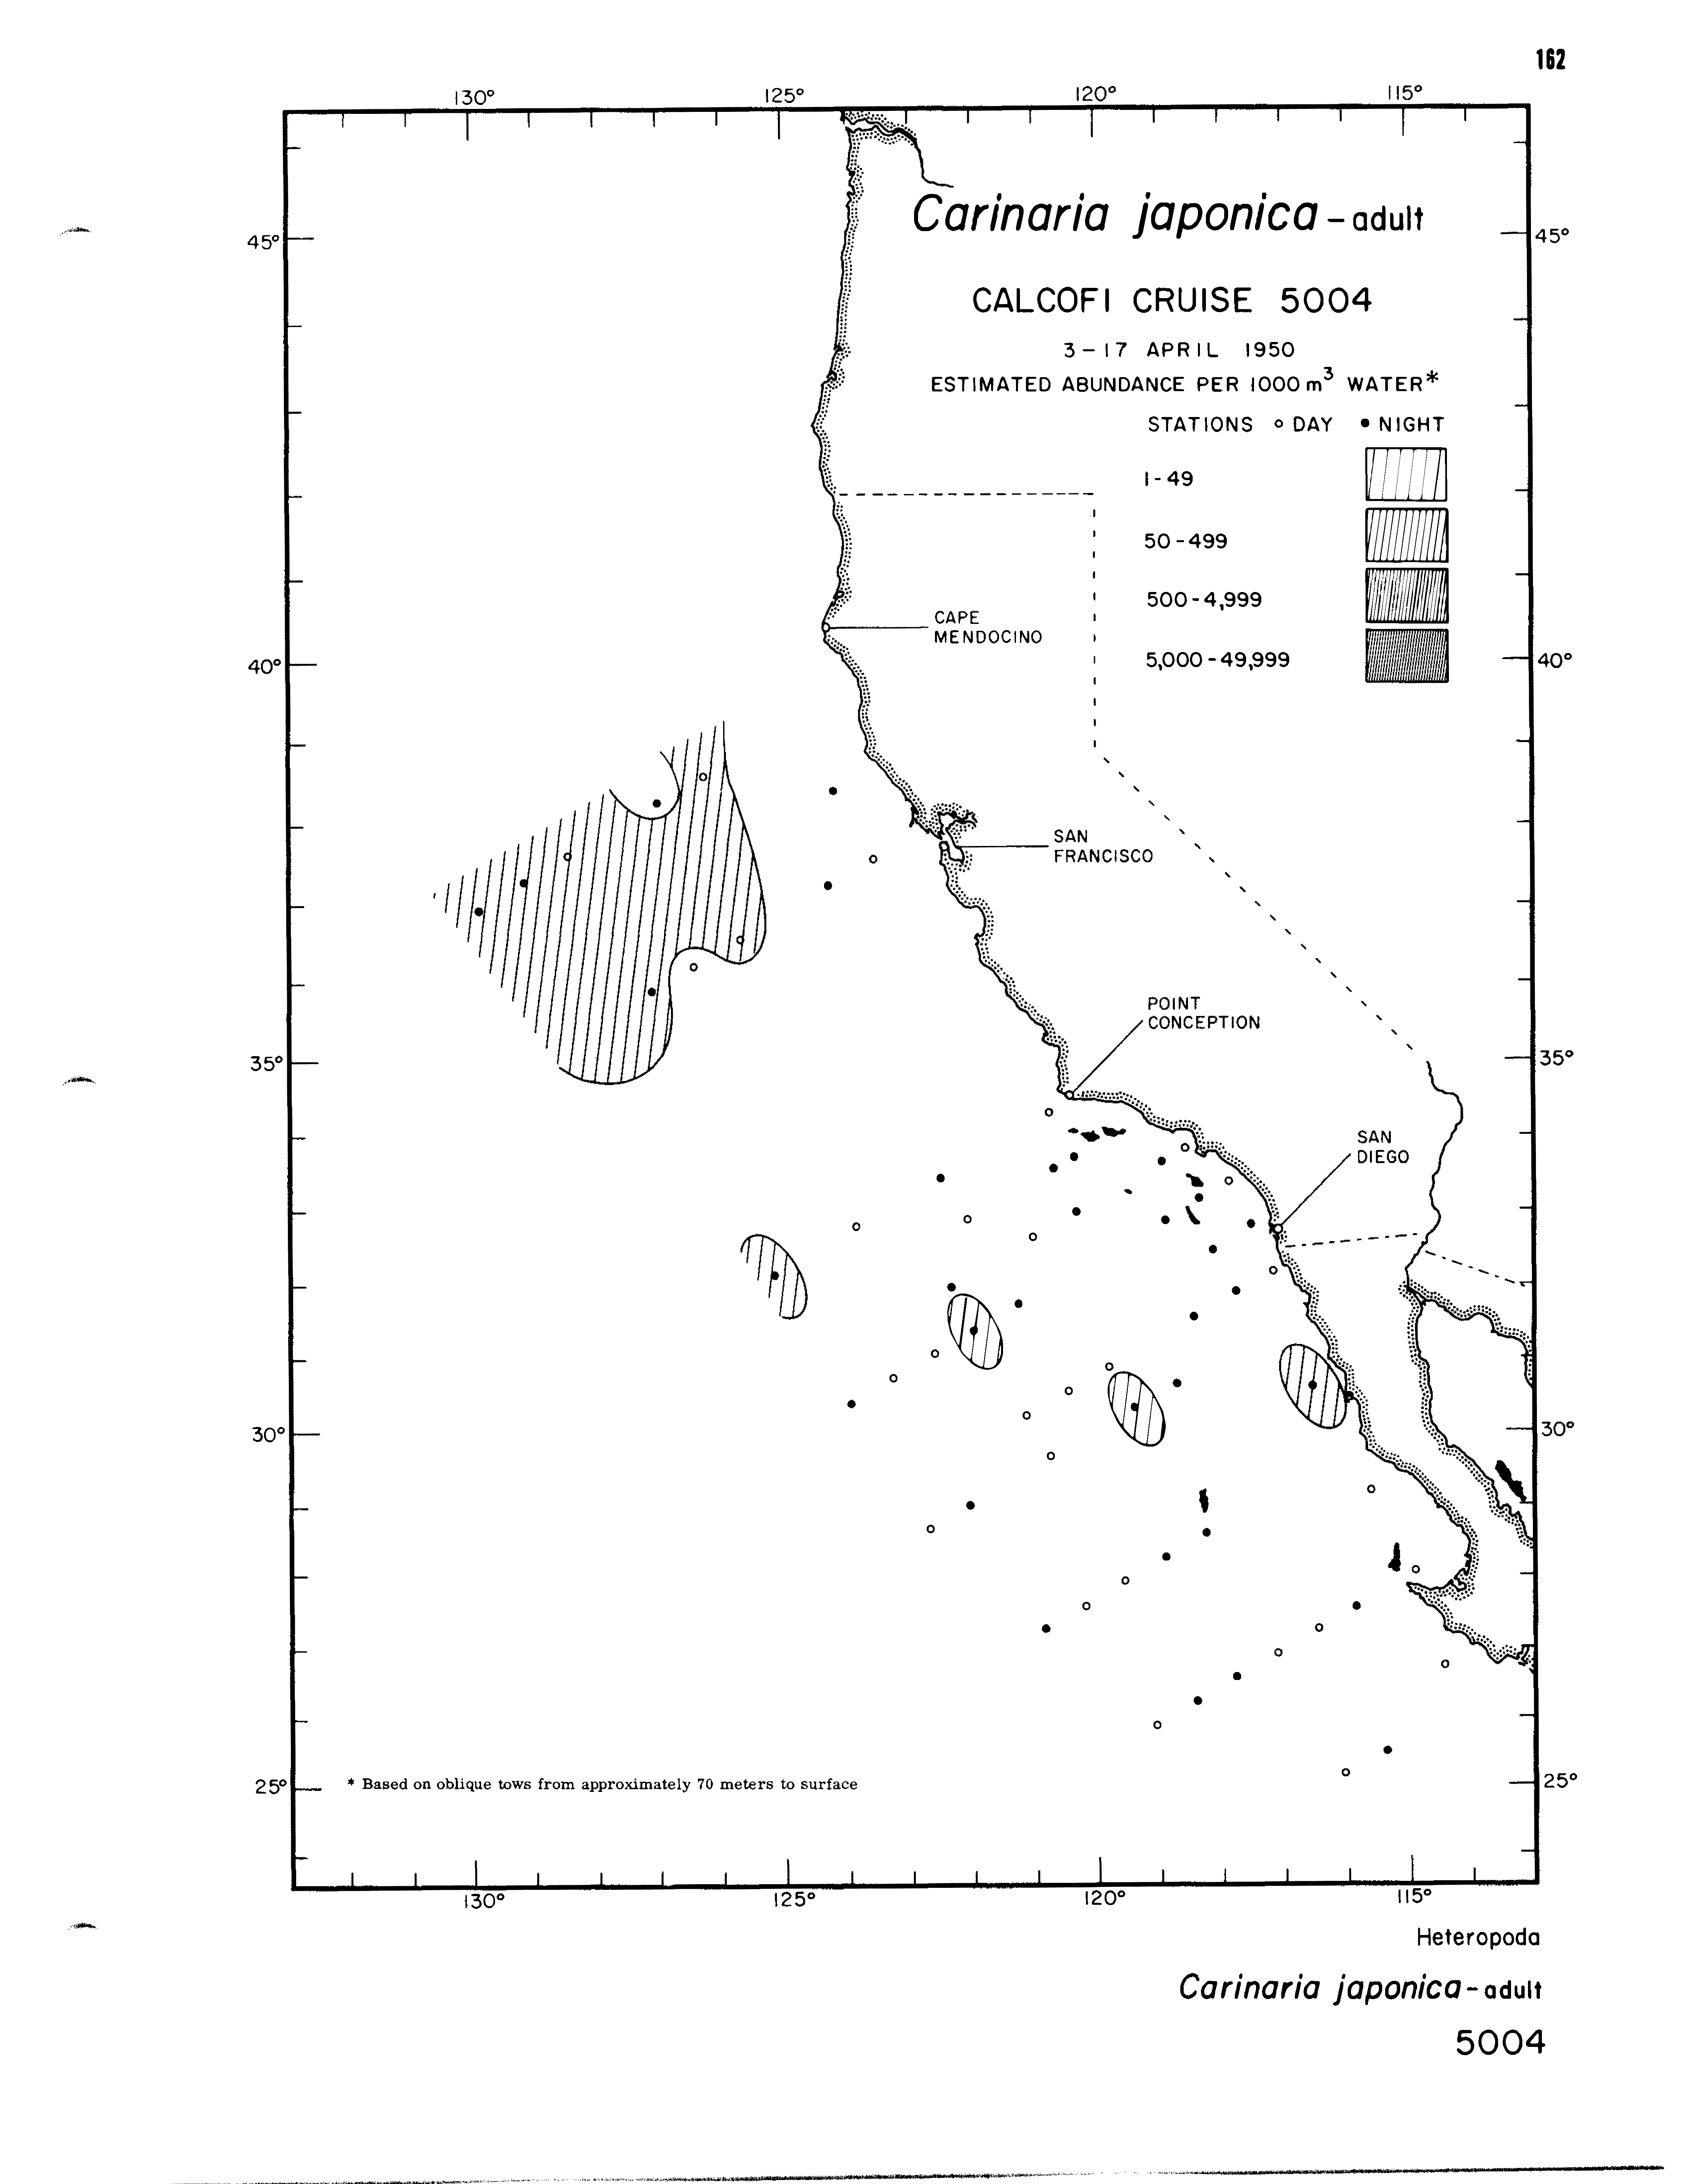 162
130° 125° 120° 115°
Carinaria japonica - adult
45° 45°
CALCOFI CRUISE 5004
3-17 APRIL 1950
ESTIMATED ABUNDANCE PER 1000 m³ WATER*
STATIONS ○ DAY ● NIGHT
1-49
50-499
500-4,999
5,000-49,999
CAPE
MENDOCINO
40° 40°
SAN
FRANCISCO
POINT
CONCEPTION
35° 35°
SAN
DIEGO
30° 30°
25° * Based on oblique tows from approximately 70 meters to surface 25°
130° 125° 120° 115°
Heteropoda
Carinaria japonica - adult
5004